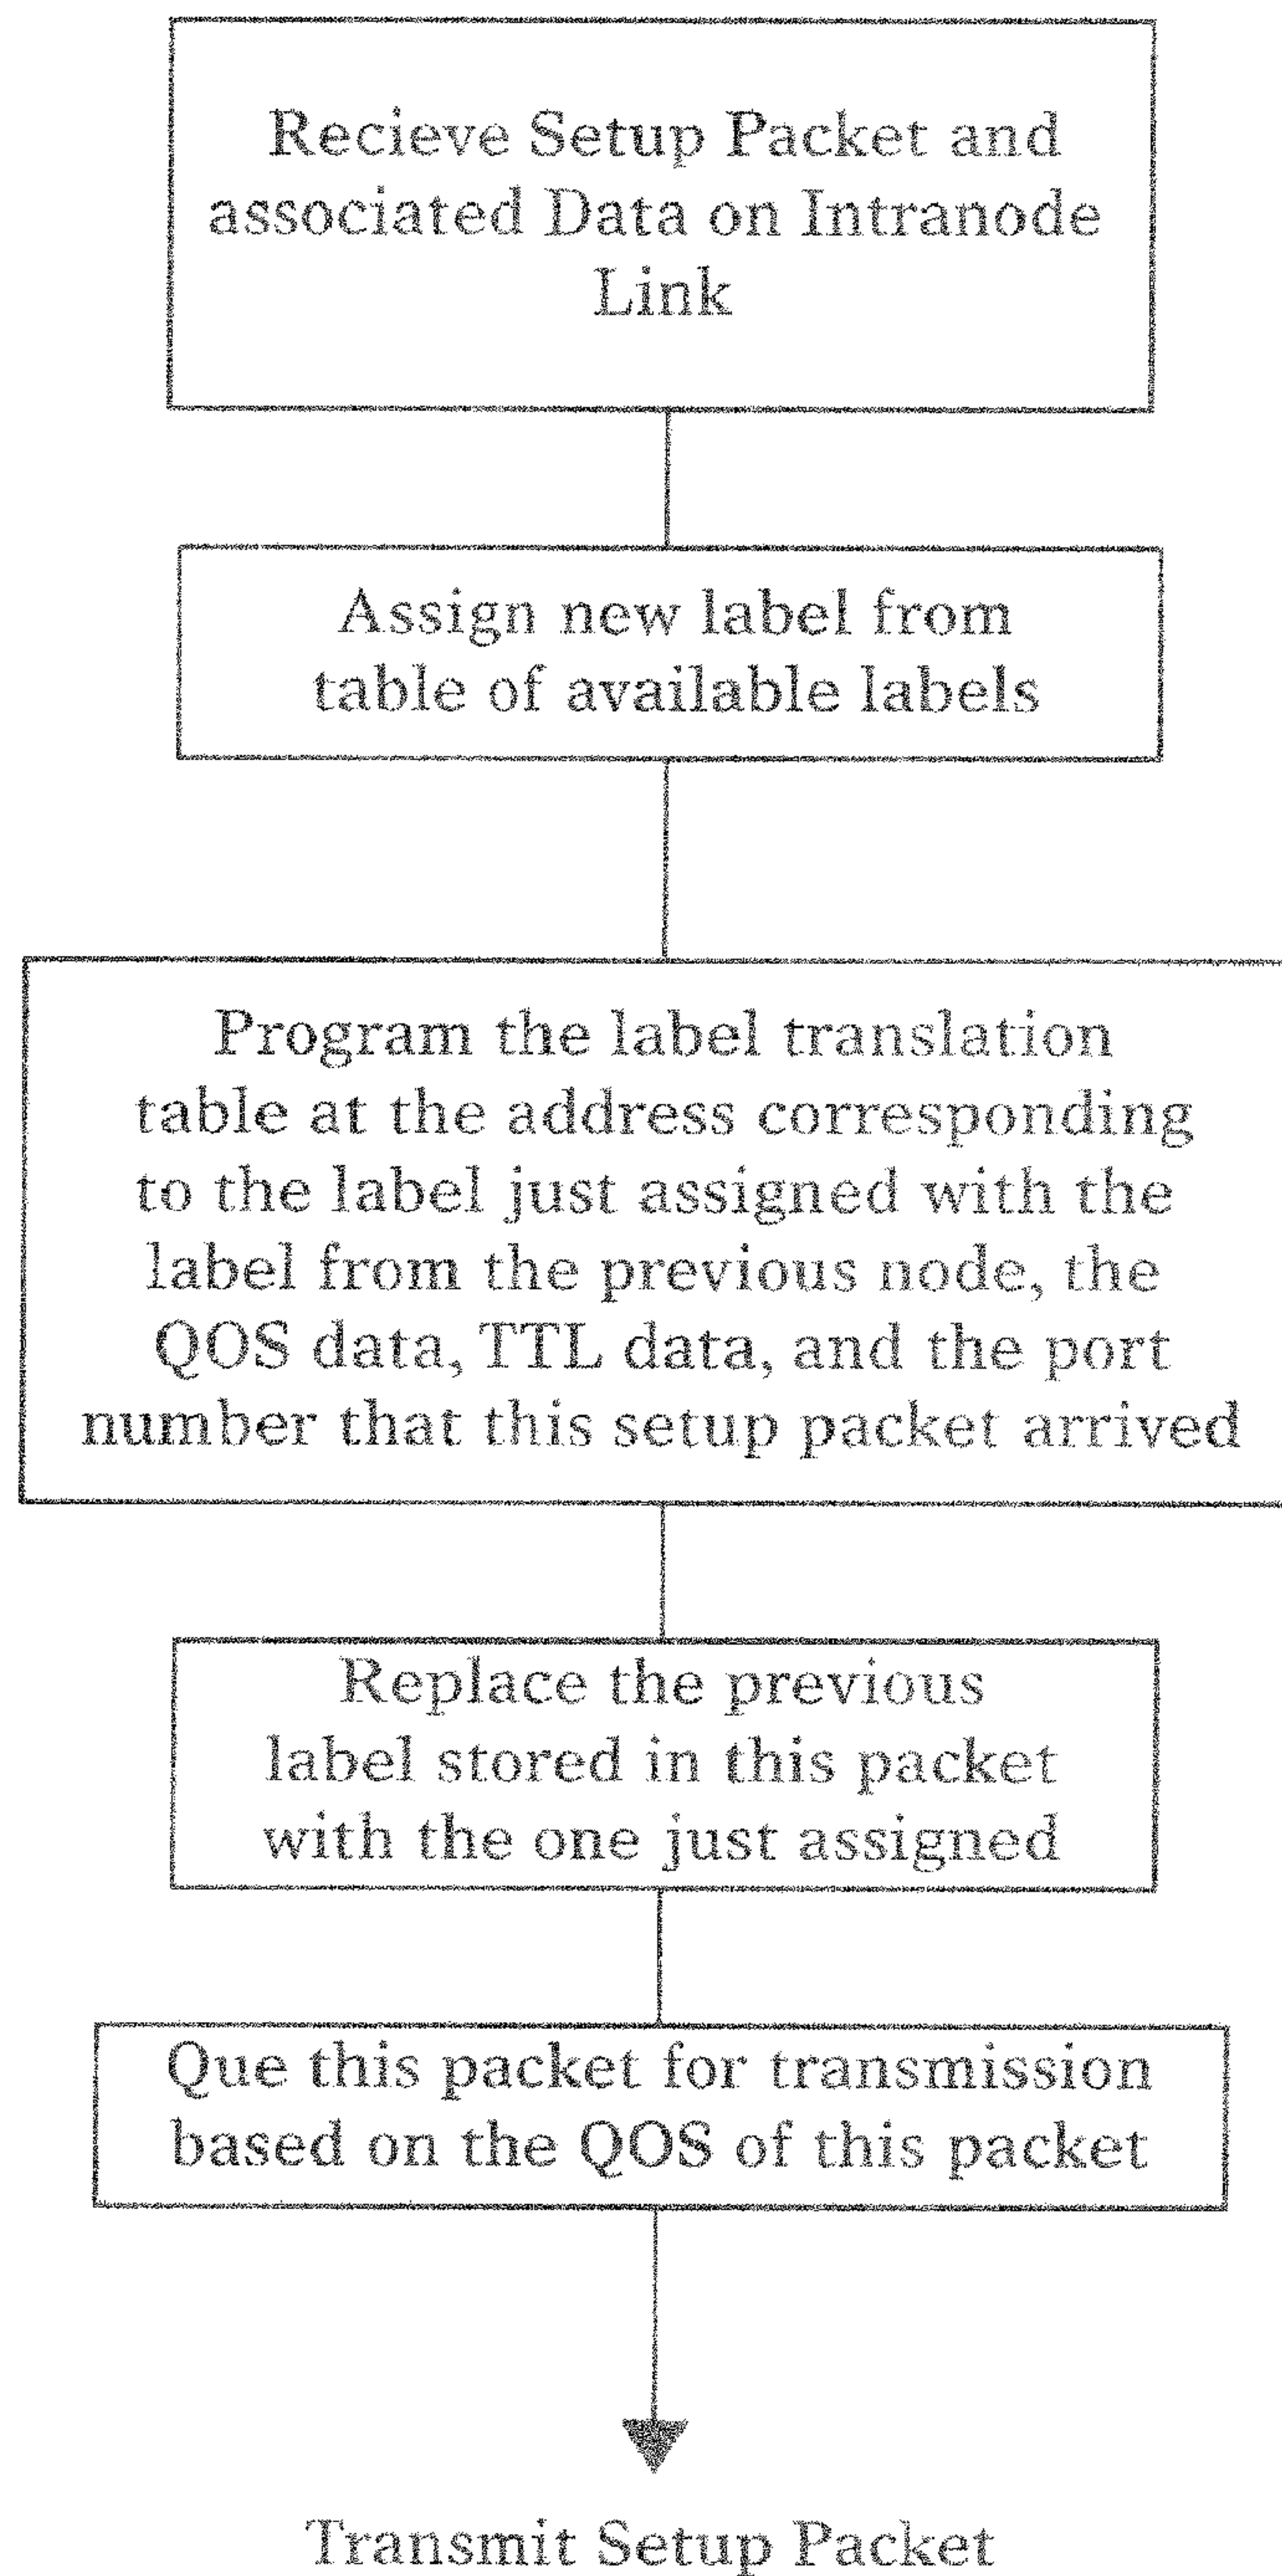 Recieve Setup Packet and
associated Data on Intranode
Link
Assign new label from
table of available labels
Program the label translation
table at the address corresponding
to the label just assigned with the
label from the previous node, the
QOS data, TTL data, and the port
number that this setup packet arrived
Replace the previous
label stored in this packet
with the one just assigned
Que this packet for transmission
based on the QOS of this packet
Transmit Setup Packet